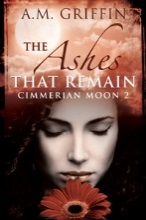 A.M. GRIFFIN
THE
Ashes
THAT REMAIN
CIMMERIAN MOON 2